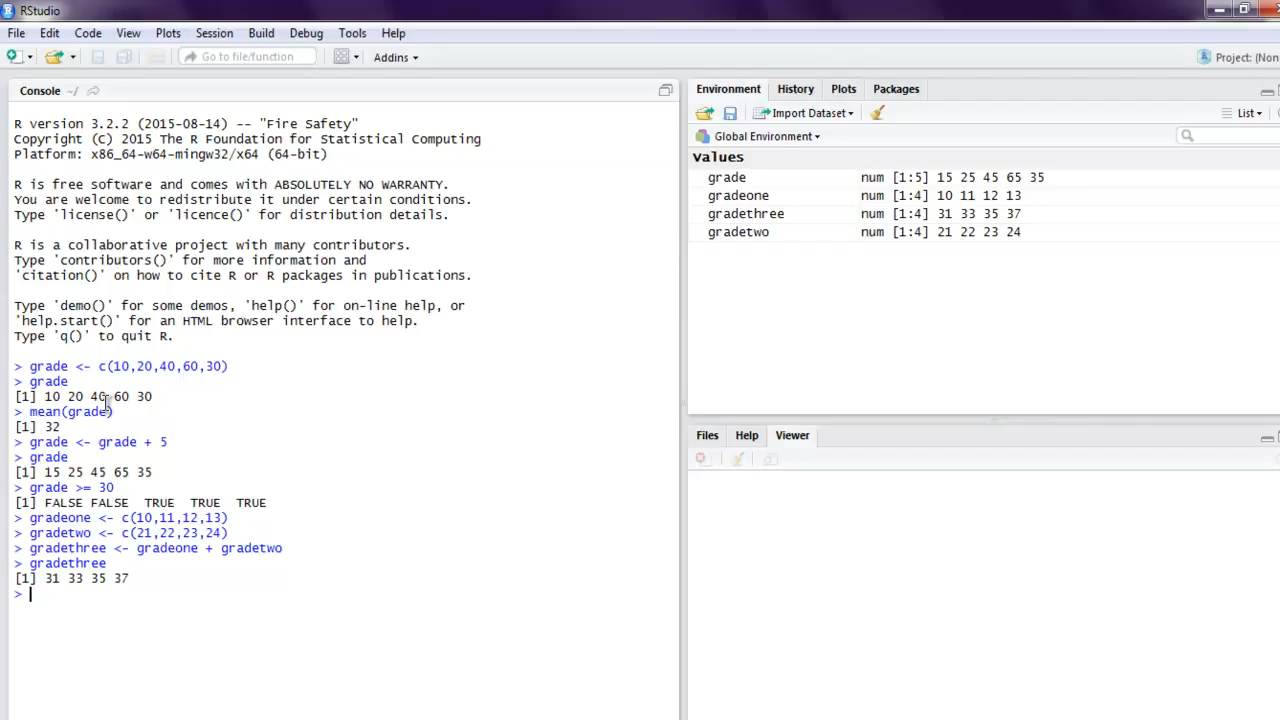 RStudio
File Edit Code View Plots Session Build Debug Tools Help
Go to file/function Addins Project: (Non
Console ~/
R version 3.2.2 (2015-08-14) -- "Fire Safety"
Copyright (C) 2015 The R Foundation for Statistical Computing
Platform: x86_64-w64-mingw32/x64 (64-bit)
R is free software and comes with ABSOLUTELY NO WARRANTY.
You are welcome to redistribute it under certain conditions.
Type 'license()' or 'licence()' for distribution details.
R is a collaborative project with many contributors.
Type 'contributors()' for more information and
'citation()' on how to cite R or R packages in publications.
Type 'demo()' for some demos, 'help()' for on-line help, or
'help.start()' for an HTML browser interface to help.
Type 'q()' to quit R.
> grade <- c(10,20,40,60,30)
> grade
[1] 10 20 40 60 30
> mean(grade)
[1] 32
> grade <- grade + 5
> grade
[1] 15 25 45 65 35
> grade >= 30
[1] FALSE FALSE  TRUE  TRUE  TRUE
> gradeone <- c(10,11,12,13)
> gradetwo <- c(21,22,23,24)
> gradethree <- gradeone + gradetwo
> gradethree
[1] 31 33 35 37
>
Environment History Plots Packages
Import Dataset List
Global Environment
Values
grade num [1:5] 15 25 45 65 35
gradeone num [1:4] 10 11 12 13
gradethree num [1:4] 31 33 35 37
gradetwo num [1:4] 21 22 23 24
Files Help Viewer